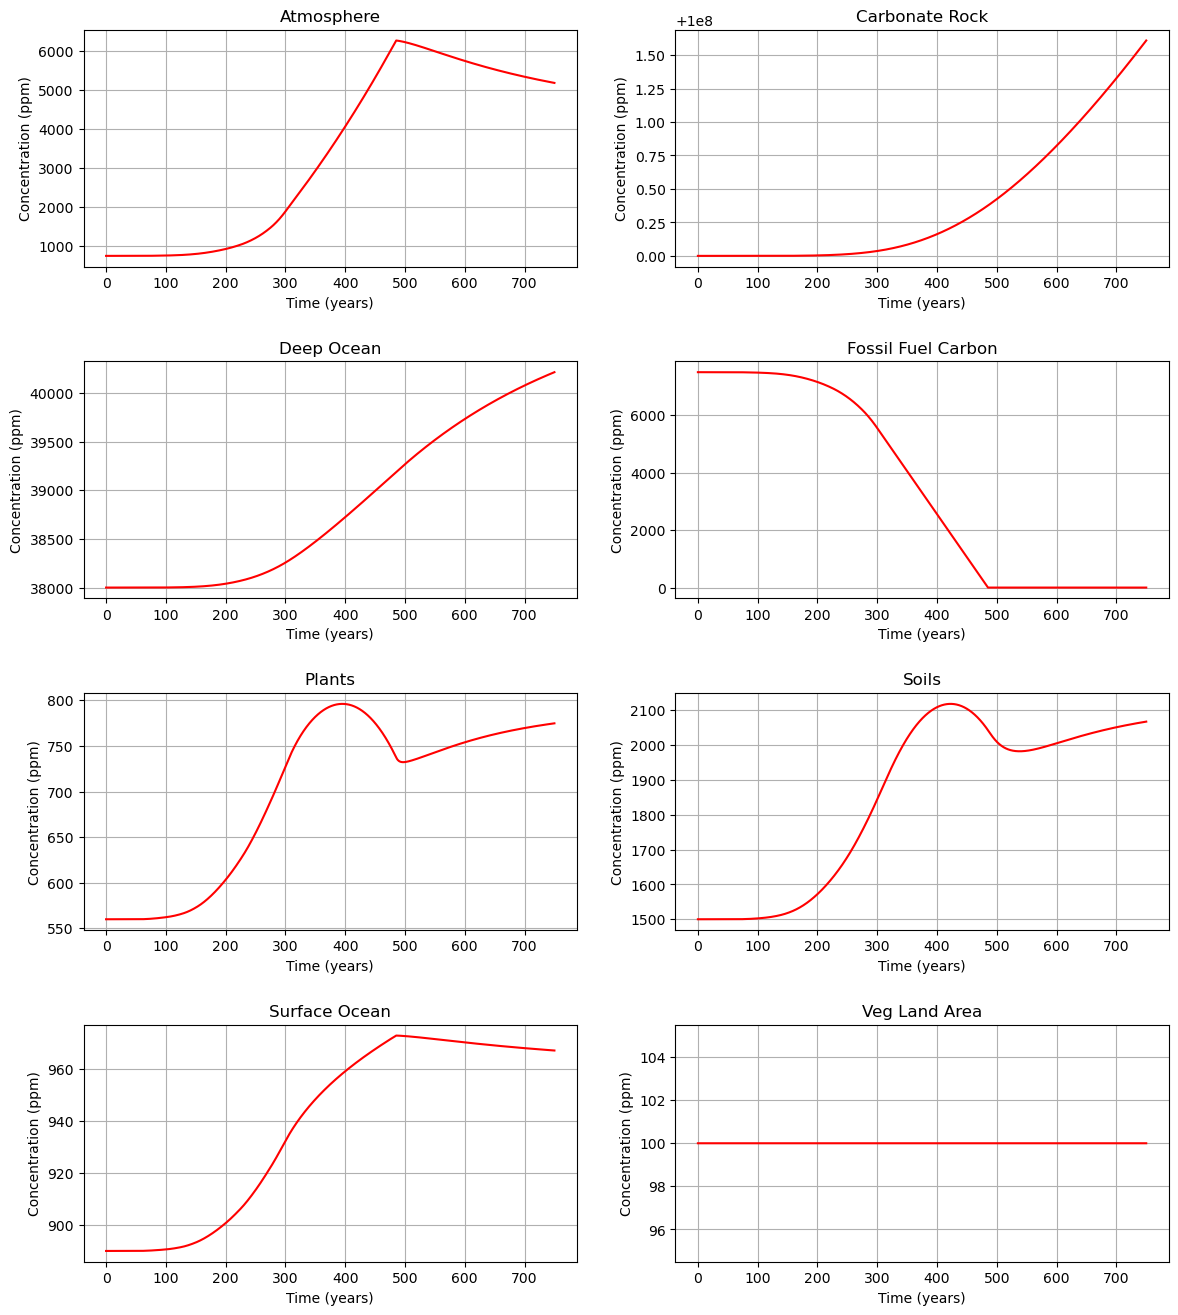 Atmosphere
Concentration (ppm)
6000
5000
4000
3000
2000
1000
0 100 200 300 400 500 600 700
Time (years)
Carbonate Rock
+1e8
Concentration (ppm)
1.50
1.25
1.00
0.75
0.50
0.25
0.00
0 100 200 300 400 500 600 700
Time (years)
Deep Ocean
Concentration (ppm)
40000
39500
39000
38500
38000
0 100 200 300 400 500 600 700
Time (years)
Fossil Fuel Carbon
Concentration (ppm)
6000
4000
2000
0
0 100 200 300 400 500 600 700
Time (years)
Plants
Concentration (ppm)
800
750
700
650
600
550
0 100 200 300 400 500 600 700
Time (years)
Soils
Concentration (ppm)
2100
2000
1900
1800
1700
1600
1500
0 100 200 300 400 500 600 700
Time (years)
Surface Ocean
Concentration (ppm)
960
940
920
900
0 100 200 300 400 500 600 700
Time (years)
Veg Land Area
Concentration (ppm)
104
102
100
98
96
0 100 200 300 400 500 600 700
Time (years)